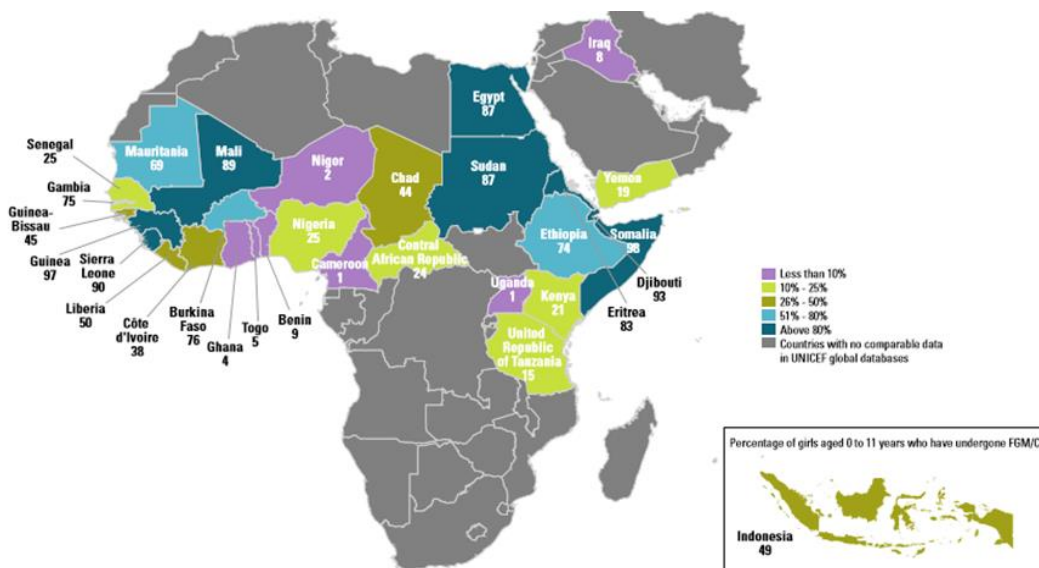 Iraq
8
Egypt
87
Senegal
25
Mauritania
69
Mali
89
Nigor
2
Chad
44
Sudan
87
Yemen
19
Gambia
75
Guinea-
Bissau
45
Guinea
97
Sierra
Leone
90
Liberia
50
Côte
d'Ivoire
38
Burkina
Faso
76
Ghana
4
Togo
5
Benin
9
Nigeria
25
Cameroon
1
Central
African Republic
24
Ethiopia
74
Somalia
98
Djibouti
93
Eritrea
83
Uganda
1
Kenya
21
United
Republic
of Tanzania
15
Less than 10%
10% - 25%
26% - 50%
51% - 80%
Above 80%
Countries with no comparable data
in UNICEF global databases
Percentage of girls aged 0 to 11 years who have undergone FGM/C
Indonesia
49